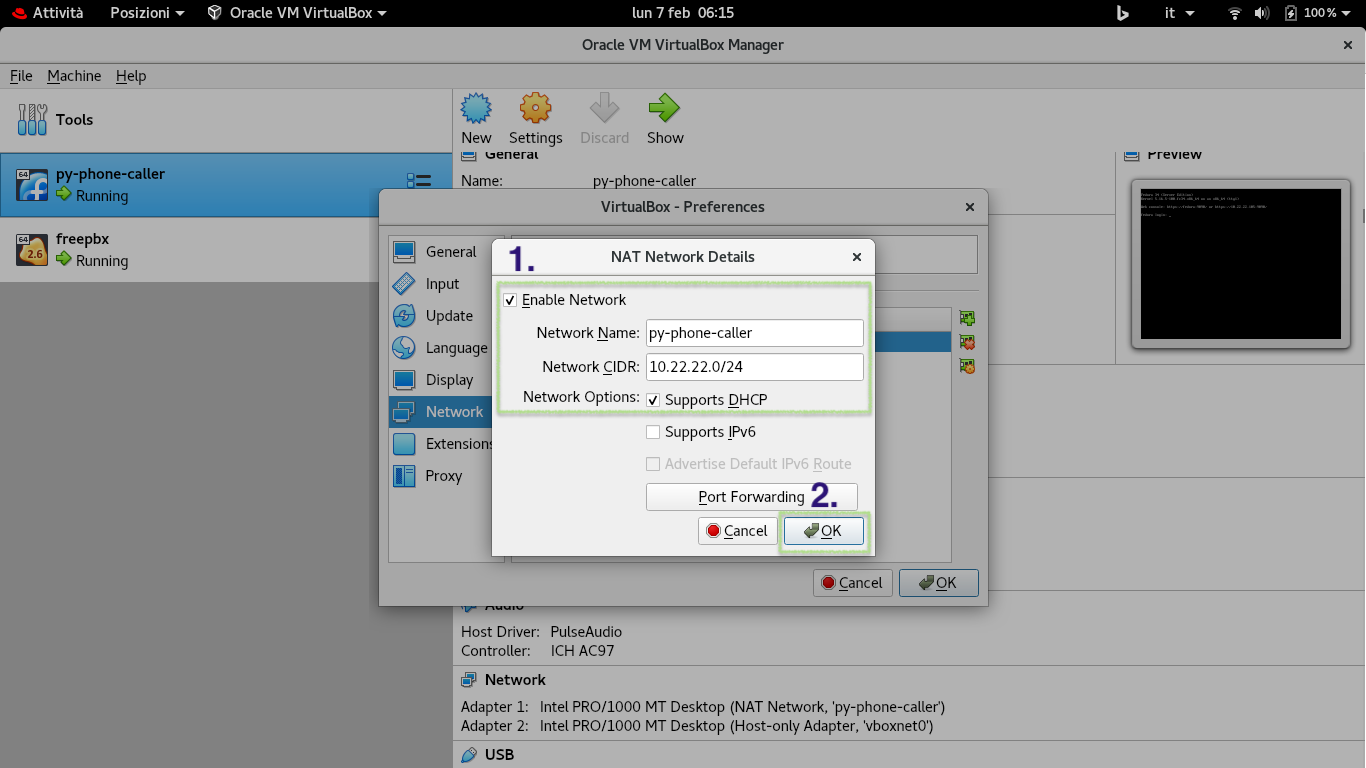 Attività Posizioni Oracle VM VirtualBox lun 7 feb 06:15 it 100%
Oracle VM VirtualBox Manager
File Machine Help
Tools
New Settings Discard Show
64 py-phone-caller
Running
64 2.6 freepbx
Running
General
Name: py-phone-caller
Preview
VirtualBox - Preferences
General
Input
Update
Language
Display
Network
Extensions
Proxy
1. NAT Network Details
Enable Network
Network Name: py-phone-caller
Network CIDR: 10.22.22.0/24
Network Options: Supports DHCP
Supports IPv6
Advertise Default IPv6 Route
Port Forwarding 2.
Cancel OK
Cancel OK
Audio
Host Driver: PulseAudio
Controller: ICH AC97
Network
Adapter 1: Intel PRO/1000 MT Desktop (NAT Network, 'py-phone-caller')
Adapter 2: Intel PRO/1000 MT Desktop (Host-only Adapter, 'vboxnet0')
USB